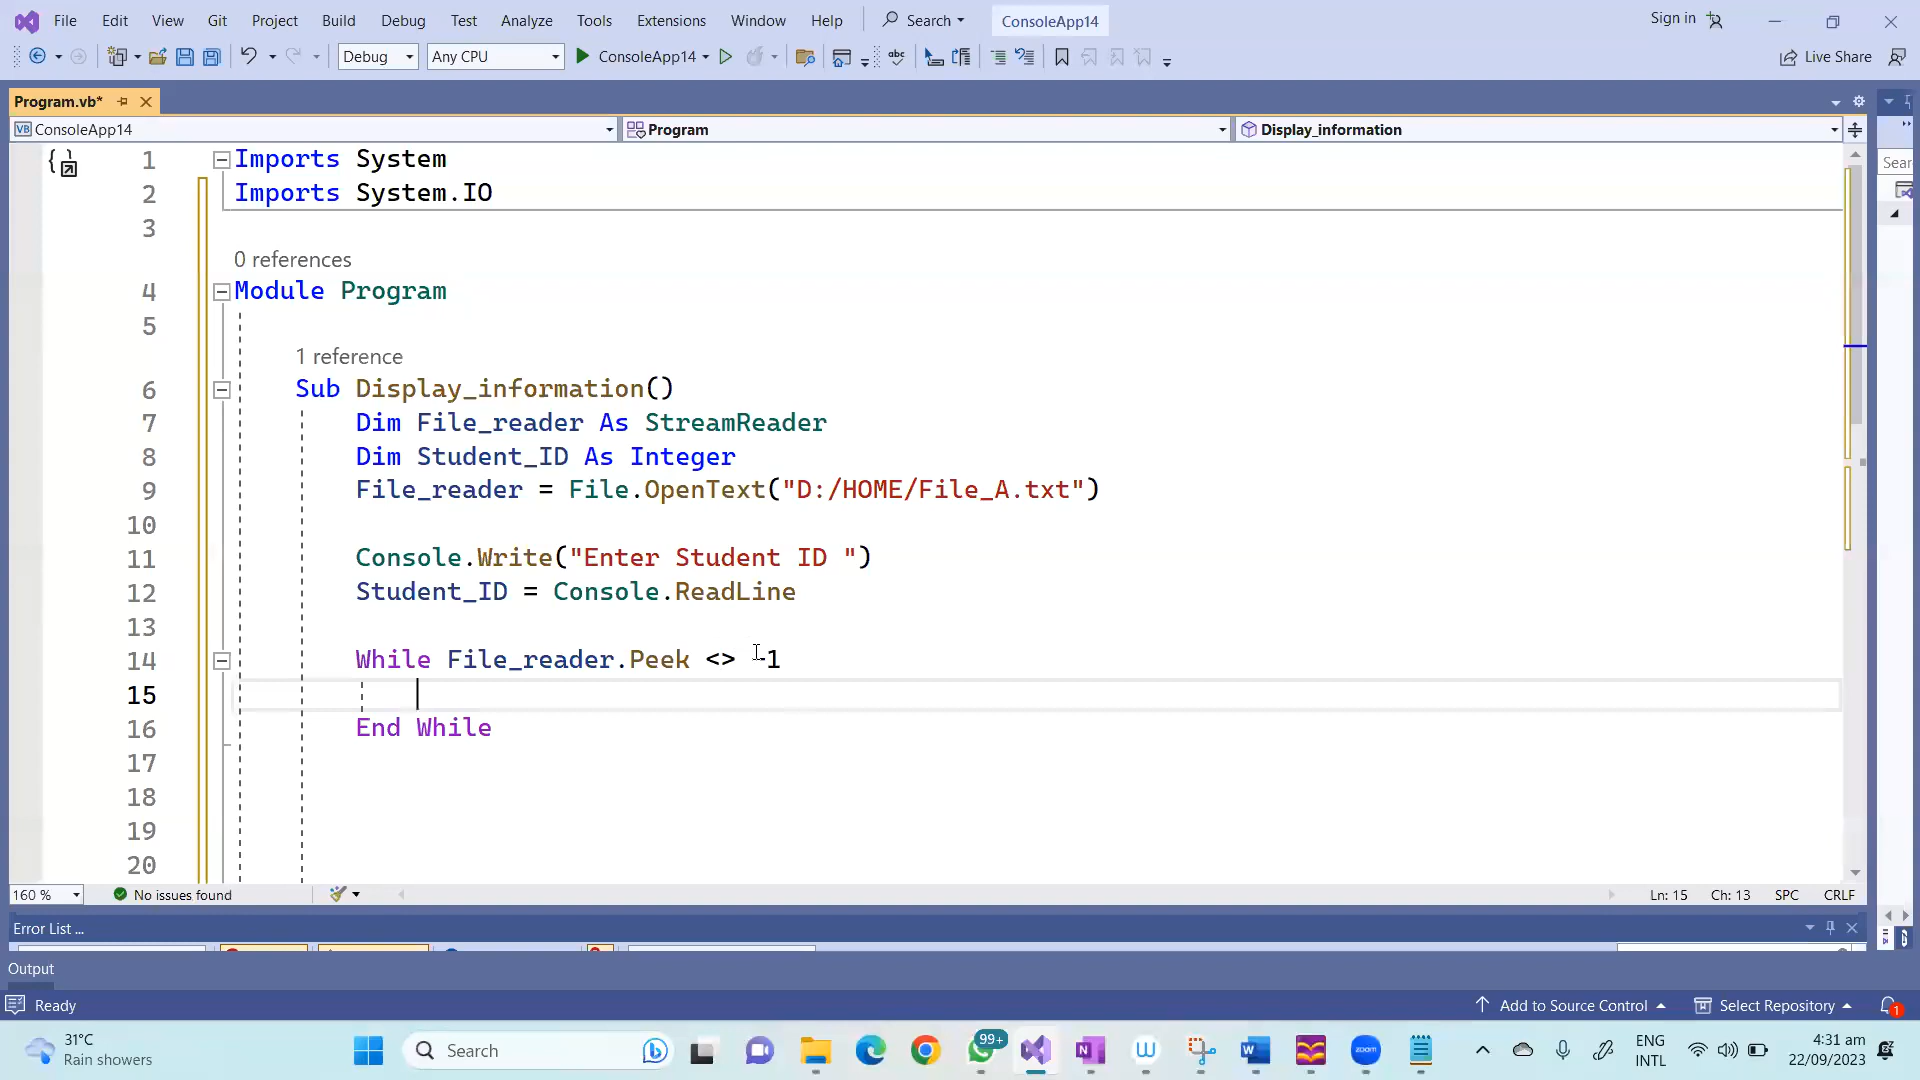 File Edit View Git Project Build Debug Test Analyze Tools Extensions Window Help Search ConsoleApp14 Sign in
Debug Any CPU ConsoleApp14 abc Live Share
Program.vb*
VB ConsoleApp14 Program Display_information
1 Imports System
2 Imports System.IO
3
0 references
4 Module Program
5
1 reference
6 Sub Display_information()
7 Dim File_reader As StreamReader
8 Dim Student_ID As Integer
9 File_reader = File.OpenText("D:/HOME/File_A.txt")
10
11 Console.Write("Enter Student ID ")
12 Student_ID = Console.ReadLine
13
14 While File_reader.Peek <> -1
15
16 End While
17
18
19
20
Sear
160 % No issues found Ln: 15 Ch: 13 SPC CRLF
Error List ...
Output
Ready Add to Source Control Select Repository 1
31°C
Rain showers
Search
99+
zoom
ENG
INTL
4:31 am
22/09/2023